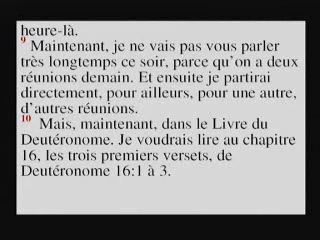 heure-là.
9 Maintenant, je ne vais pas vous parler
très longtemps ce soir, parce qu'on a deux
réunions demain. Et ensuite je partirai
directement, pour ailleurs, pour une autre,
d'autres réunions.
10 Mais, maintenant, dans le Livre du
Deutéronome. Je voudrais lire au chapitre
16, les trois premiers versets, de
Deutéronome 16:1 à 3.